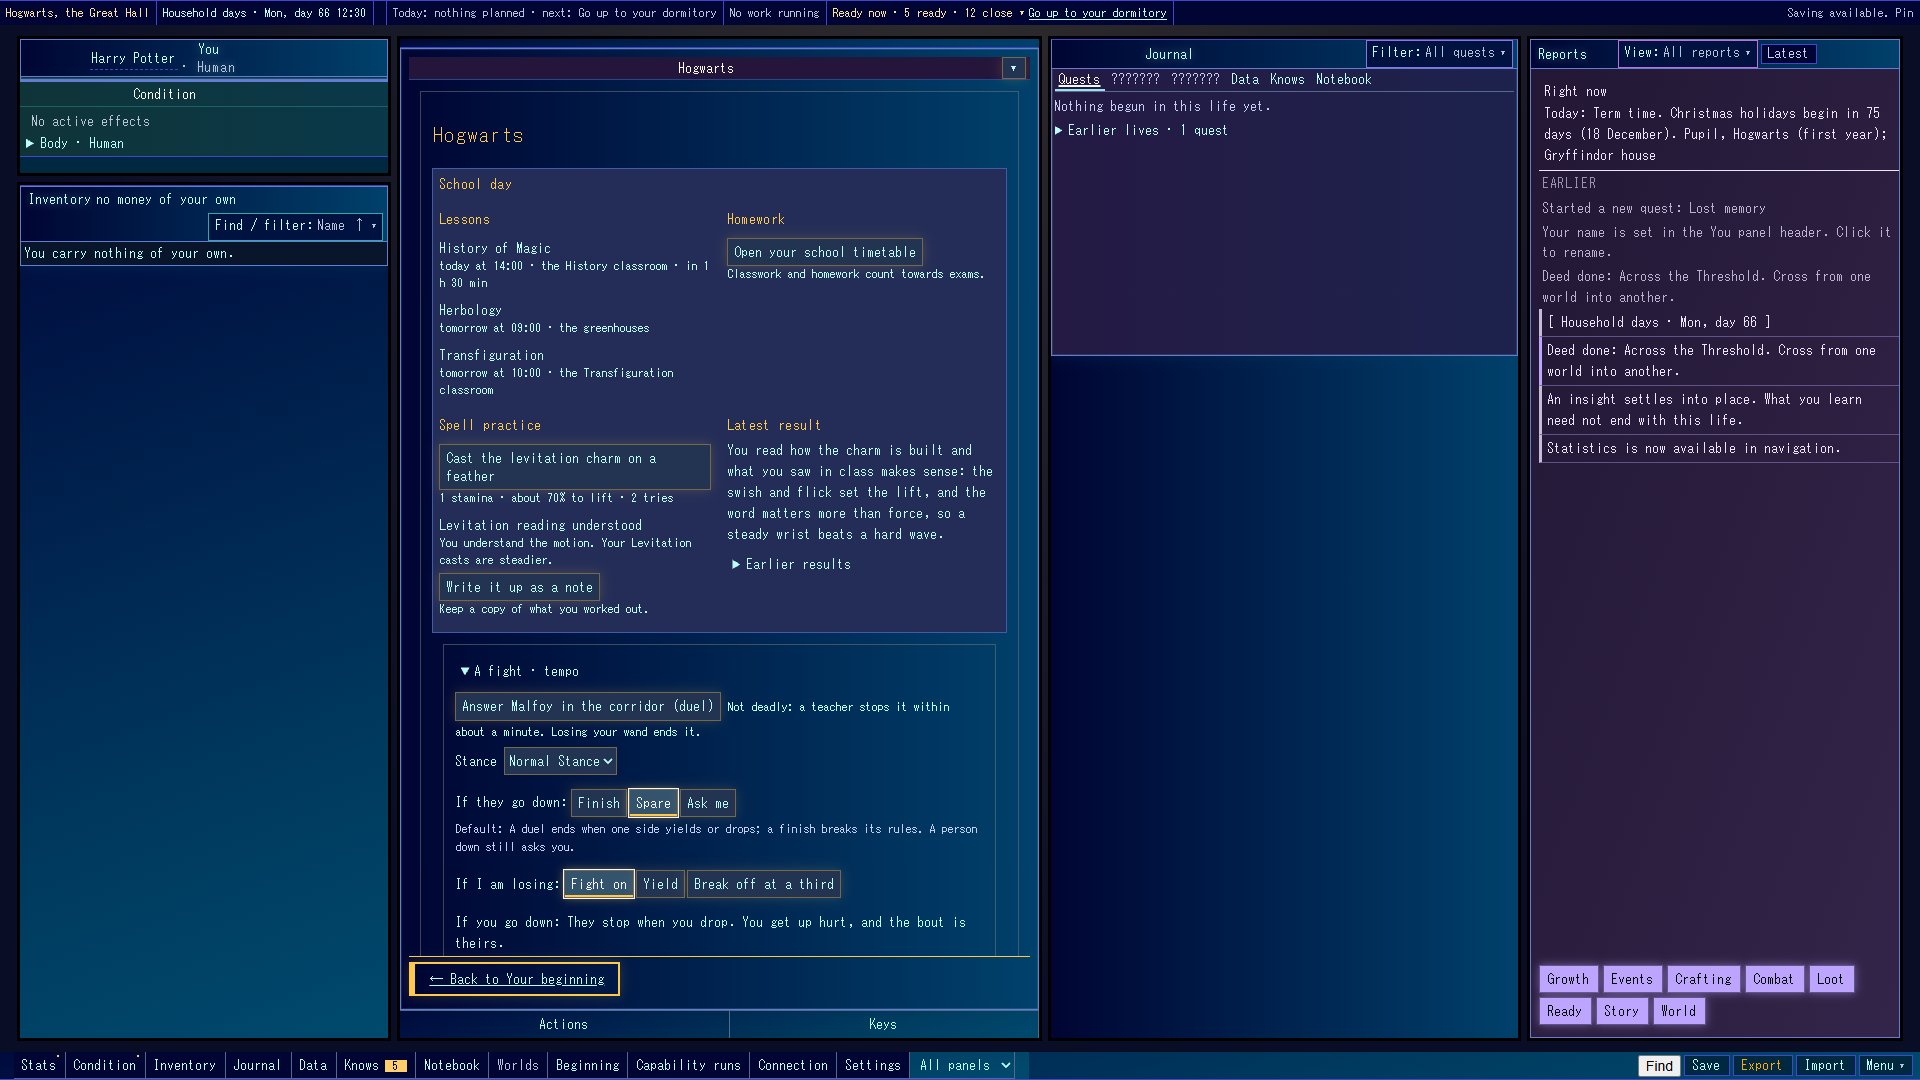 Hogwarts, the Great Hall
Household days · Mon, day 66 12:30
Today: nothing planned · next: Go up to your dormitory
No work running
Ready now · 5 ready · 12 close ▾ Go up to your dormitory
Saving available. Pin
Harry Potter · You
Human
Condition
No active effects
▶ Body · Human
Inventory no money of your own
Find / filter: Name ↑ ▾
You carry nothing of your own.
Hogwarts
▾
Hogwarts
School day
Lessons
History of Magic
today at 14:00 · the History classroom · in 1
h 30 min
Herbology
tomorrow at 09:00 · the greenhouses
Transfiguration
tomorrow at 10:00 · the Transfiguration
classroom
Homework
Open your school timetable
Classwork and homework count towards exams.
Spell practice
Cast the levitation charm on a
feather
1 stamina · about 70% to lift · 2 tries
Levitation reading understood
You understand the motion. Your Levitation
casts are steadier.
Write it up as a note
Keep a copy of what you worked out.
Latest result
You read how the charm is built and
what you saw in class makes sense: the
swish and flick set the lift, and the
word matters more than force, so a
steady wrist beats a hard wave.
▶ Earlier results
▼ A fight · tempo
Answer Malfoy in the corridor (duel) Not deadly: a teacher stops it within
about a minute. Losing your wand ends it.
Stance Normal Stance
If they go down: Finish Spare Ask me
Default: A duel ends when one side yields or drops; a finish breaks its rules. A person
down still asks you.
If I am losing: Fight on Yield Break off at a third
If you go down: They stop when you drop. You get up hurt, and the bout is
theirs.
← Back to Your beginning
Actions
Keys
Journal
Filter: All quests ▾
Quests ??????? ??????? Data Knows Notebook
Nothing begun in this life yet.
▶ Earlier lives · 1 quest
Reports
View: All reports ▾
Latest
Right now
Today: Term time. Christmas holidays begin in 75
days (18 December). Pupil, Hogwarts (first year);
Gryffindor house
EARLIER
Started a new quest: Lost memory
Your name is set in the You panel header. Click it
to rename.
Deed done: Across the Threshold. Cross from one
world into another.
[ Household days · Mon, day 66 ]
Deed done: Across the Threshold. Cross from one
world into another.
An insight settles into place. What you learn
need not end with this life.
Statistics is now available in navigation.
Growth Events Crafting Combat Loot
Ready Story World
Stats Condition Inventory Journal Data Knows 5 Notebook Worlds Beginning Capability runs Connection Settings All panels
Find Save Export Import Menu ▾